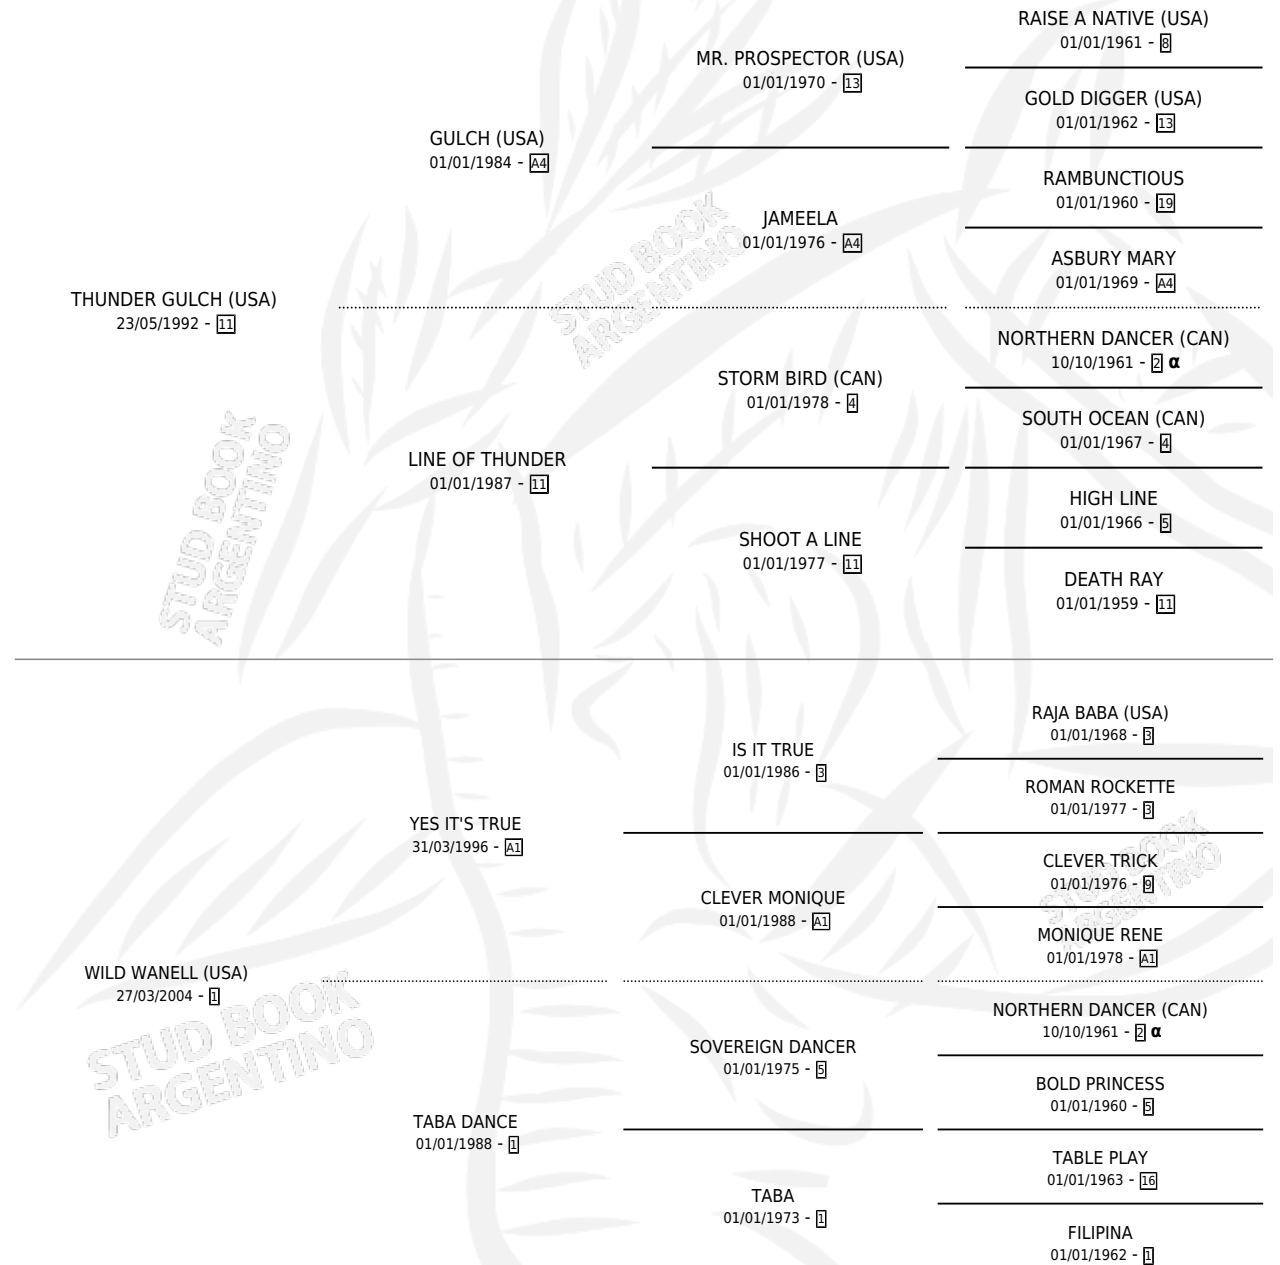 RAISE A NATIVE (USA)
01/01/1961 - 8
MR. PROSPECTOR (USA)
01/01/1970 - 13
GOLD DIGGER (USA)
01/01/1962 - 13
GULCH (USA)
01/01/1984 - A4
RAMBUNCTIOUS
01/01/1960 - 19
JAMEELA
01/01/1976 - A4
ASBURY MARY
01/01/1969 - A4
THUNDER GULCH (USA)
23/05/1992 - 11
NORTHERN DANCER (CAN)
10/10/1961 - 2 α
STORM BIRD (CAN)
01/01/1978 - 4
SOUTH OCEAN (CAN)
01/01/1967 - 4
LINE OF THUNDER
01/01/1987 - 11
HIGH LINE
01/01/1966 - 5
SHOOT A LINE
01/01/1977 - 11
DEATH RAY
01/01/1959 - 11
STUD BOOK
ARGENTINO
STUD BOOK
ARGENTINO
RAJA BABA (USA)
01/01/1968 - 3
IS IT TRUE
01/01/1986 - 3
ROMAN ROCKETTE
01/01/1977 - 3
YES IT'S TRUE
31/03/1996 - A1
CLEVER TRICK
01/01/1976 - 9
CLEVER MONIQUE
01/01/1988 - A1
MONIQUE RENE
01/01/1978 - A1
WILD WANELL (USA)
27/03/2004 - 1
NORTHERN DANCER (CAN)
10/10/1961 - 2 α
SOVEREIGN DANCER
01/01/1975 - 5
BOLD PRINCESS
01/01/1960 - 5
TABA DANCE
01/01/1988 - 1
TABLE PLAY
01/01/1963 - 16
TABA
01/01/1973 - 1
FILIPINA
01/01/1962 - 1
STUD BOOK
ARGENTINO
STUD BOOK
ARGENTINO